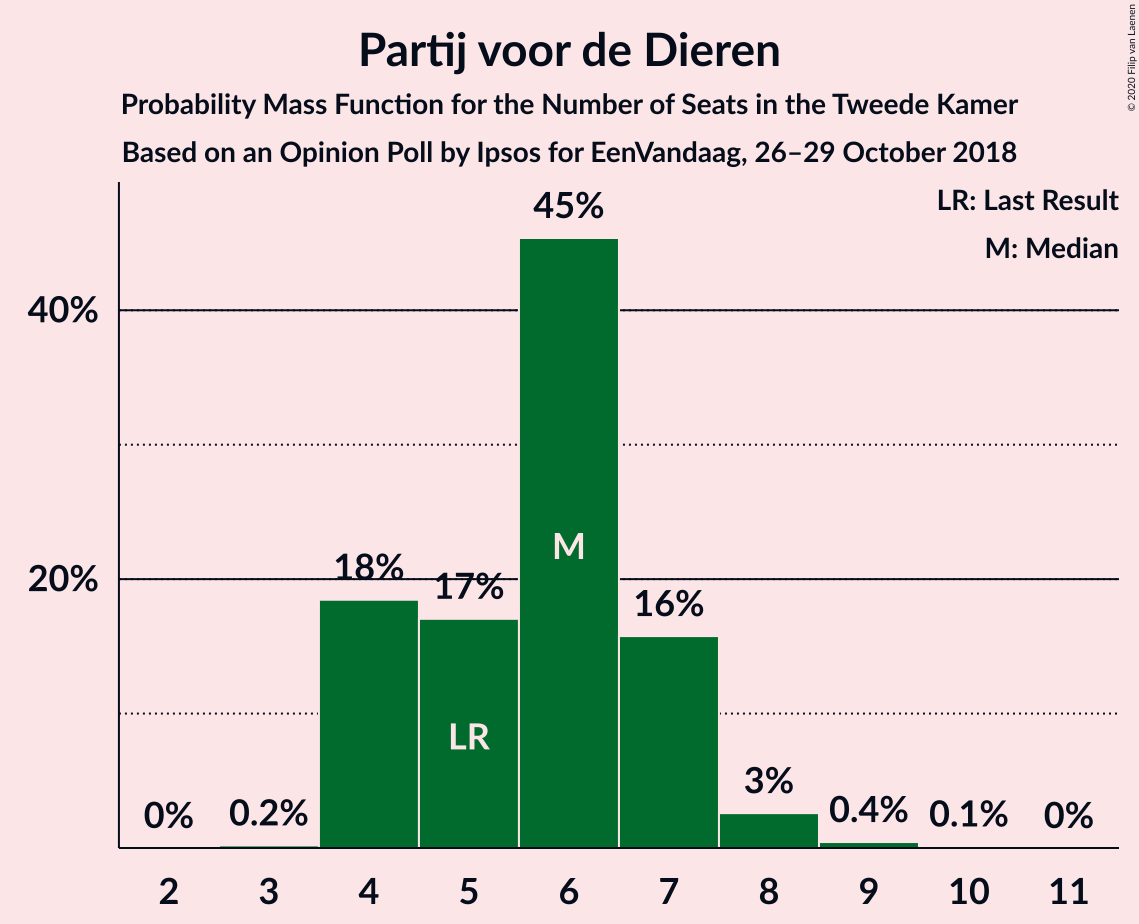 Partij voor de Dieren
Probability Mass Function for the Number of Seats in the Tweede Kamer
Based on an Opinion Poll by Ipsos for EenVandaag, 26–29 October 2018
© 2020 Filip van Laenen
LR: Last Result
M: Median
45%
40%
M
18%
17%
20%
16%
LR
3%
0%
0.2%
0.4%
0.1%
0%
2 3 4 5 6 7 8 9 10 11